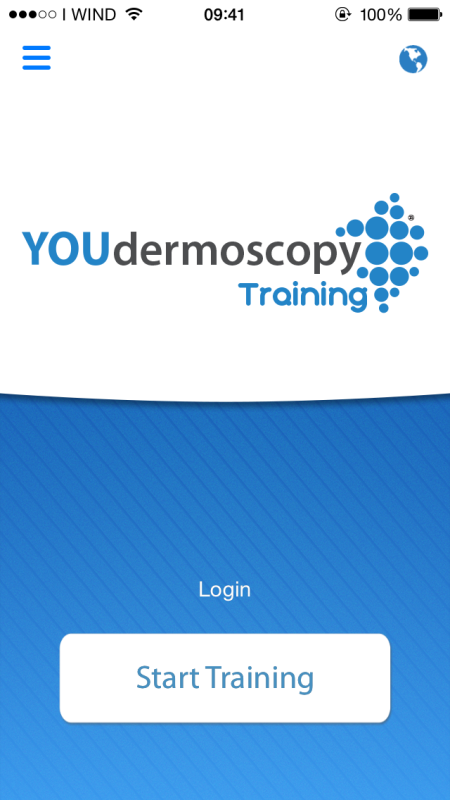 I WIND 09:41 100%
YOUdermoscopy®
Training
Login
Start Training